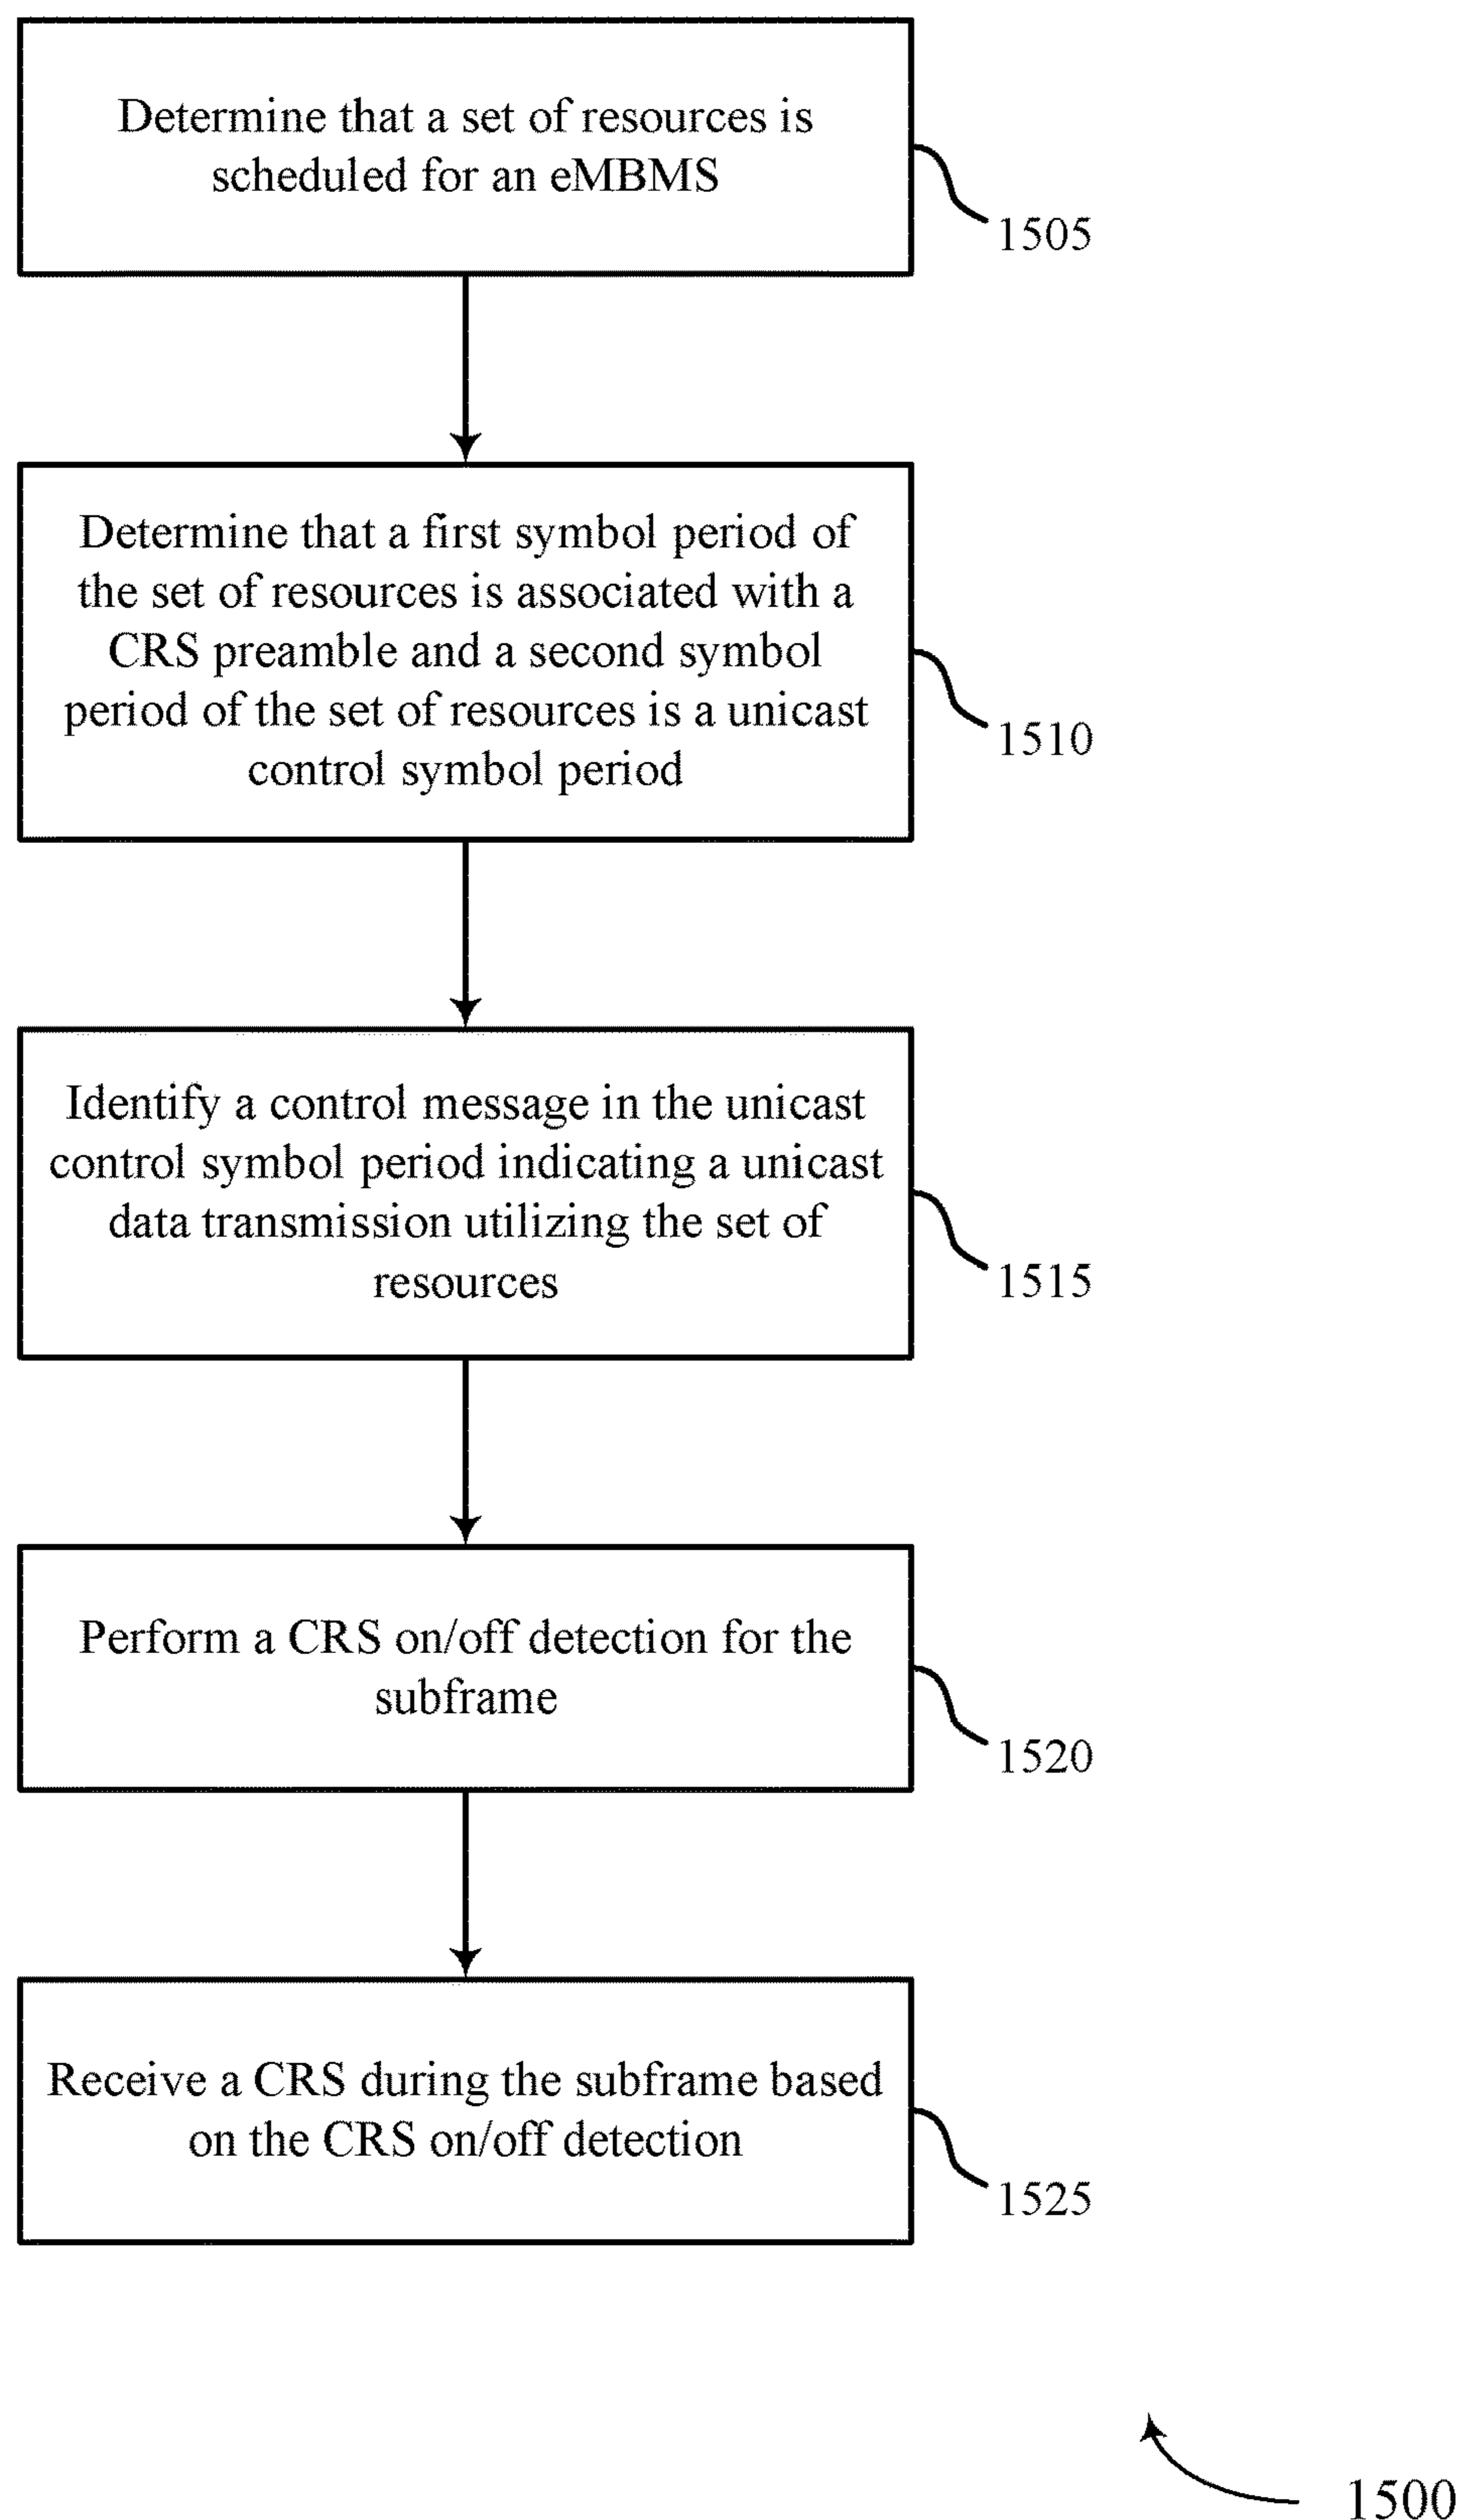 Determine that a set of resources is
scheduled for an eMBMS
1505
Determine that a first symbol period of
the set of resources is associated with a
CRS preamble and a second symbol
period of the set of resources is a unicast
control symbol period
1510
Identify a control message in the unicast
control symbol period indicating a unicast
data transmission utilizing the set of
resources
1515
Perform a CRS on/off detection for the
subframe
1520
Receive a CRS during the subframe based
on the CRS on/off detection
1525
1500